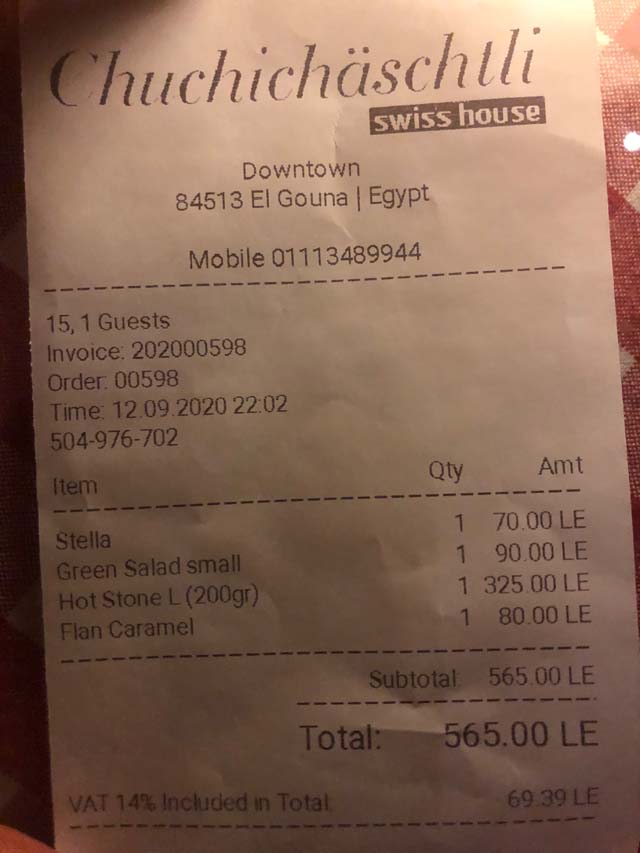 Chuchichäschtli
swiss house
Downtown
84513 El Gouna | Egypt
Mobile 01113489944
15, 1 Guests
Invoice: 202000598
Order: 00598
Time: 12.09.2020 22:02
504-976-702
Item Qty Amt
Stella 1 70.00 LE
Green Salad small 1 90.00 LE
Hot Stone L (200gr) 1 325.00 LE
Flan Caramel 1 80.00 LE
Subtotal 565.00 LE
Total: 565.00 LE
VAT 14% Included in Total 69.39 LE